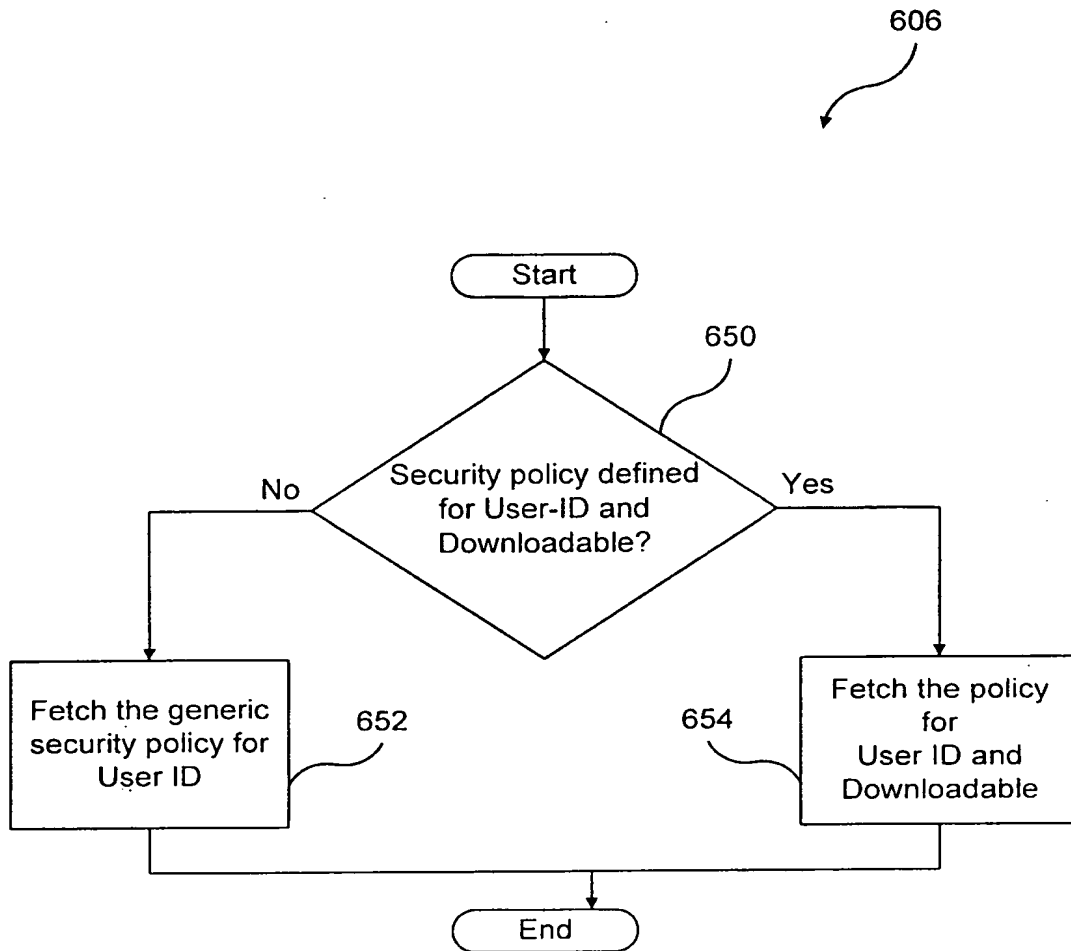 606
Start
650
No
Security policy defined
for User-ID and
Downloadable?
Yes
Fetch the generic
security policy for
User ID
652
654
Fetch the policy
for
User ID and
Downloadable
End